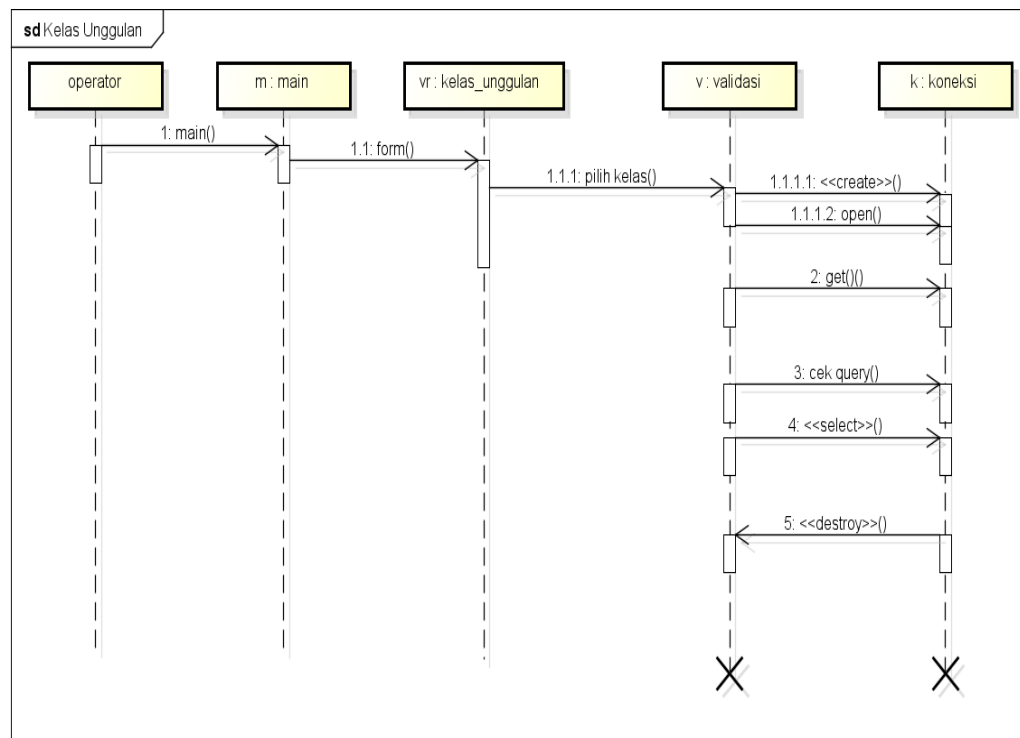 sd Kelas Unggulan
operator
m : main
vr : kelas_unggulan
v : validasi
k : koneksi
1: main()
1.1: form()
1.1.1: pilih kelas()
1.1.1.1: <<create>>()
1.1.1.2: open()
2: get()()
3: cek query()
4: <<select>>()
5: <<destroy>>()